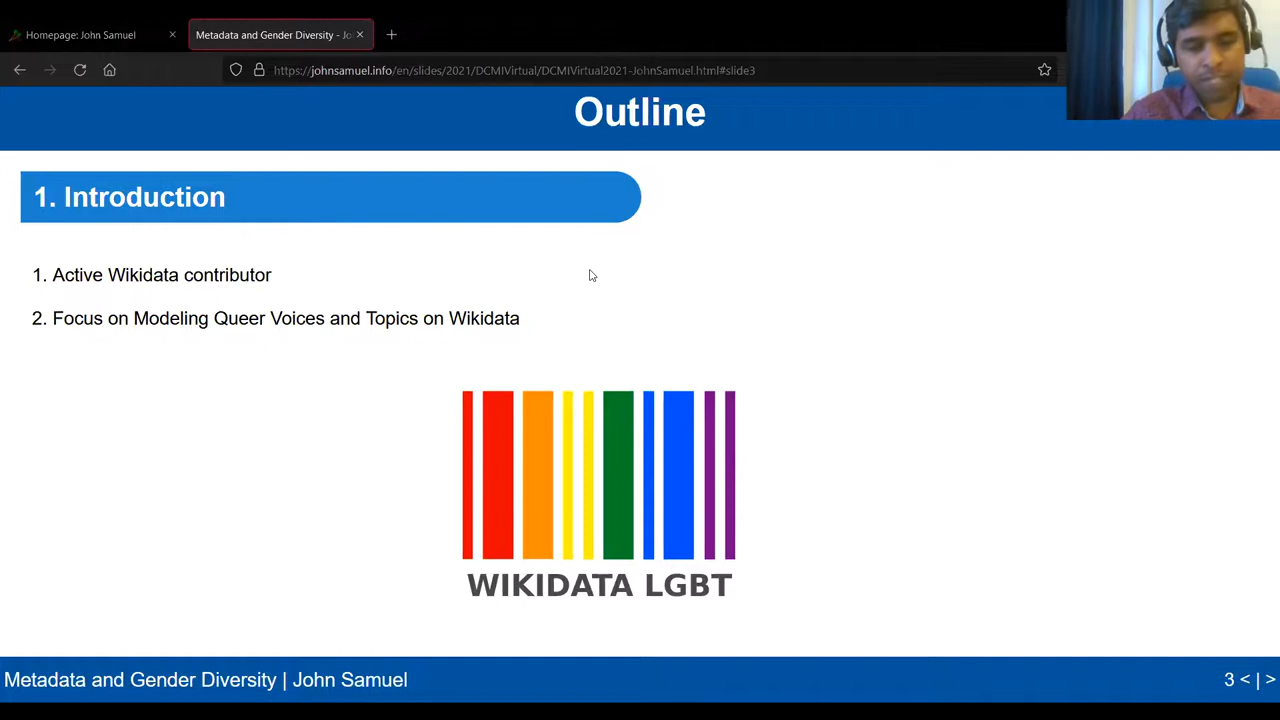 Homepage: John Samuel
Metadata and Gender Diversity - Jo
https://johnsamuel.info/en/slides/2021/DCMIVirtual/DCMIVirtual2021-JohnSamuel.html#slide3
Outline
1. Introduction
1. Active Wikidata contributor
2. Focus on Modeling Queer Voices and Topics on Wikidata
WIKIDATA LGBT
Metadata and Gender Diversity | John Samuel
3 < | >